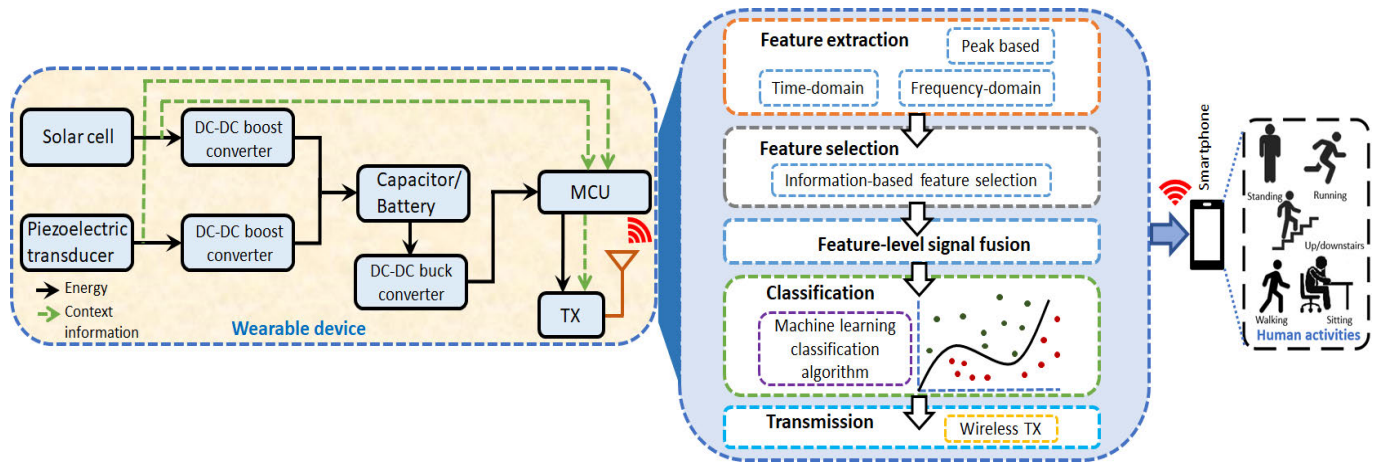 Solar cell
DC-DC boost
converter
Piezoelectric
transducer
DC-DC boost
converter
Capacitor/
Battery
DC-DC buck
converter
MCU
TX
Energy
Context
information
Wearable device
Feature extraction
Peak based
Time-domain
Frequency-domain
Feature selection
Information-based feature selection
Feature-level signal fusion
Classification
Machine learning
classification
algorithm
Transmission
Wireless TX
Smartphone
Standing
Running
Up/downstairs
Walking
Sitting
Human activities